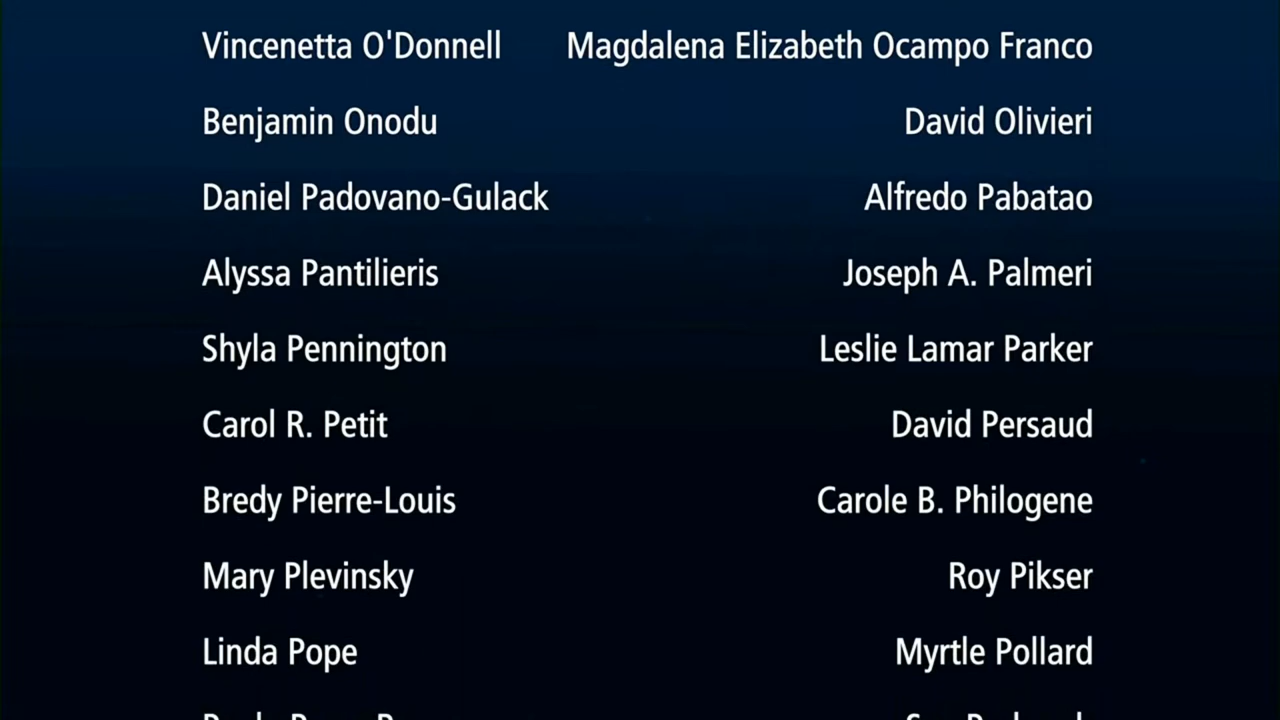 Vincenetta O'Donnell Magdalena Elizabeth Ocampo Franco
Benjamin Onodu David Olivieri
Daniel Padovano-Gulack Alfredo Pabatao
Alyssa Pantilieris Joseph A. Palmeri
Shyla Pennington Leslie Lamar Parker
Carol R. Petit David Persaud
Bredy Pierre-Louis Carole B. Philogene
Mary Plevinsky Roy Pikser
Linda Pope Myrtle Pollard